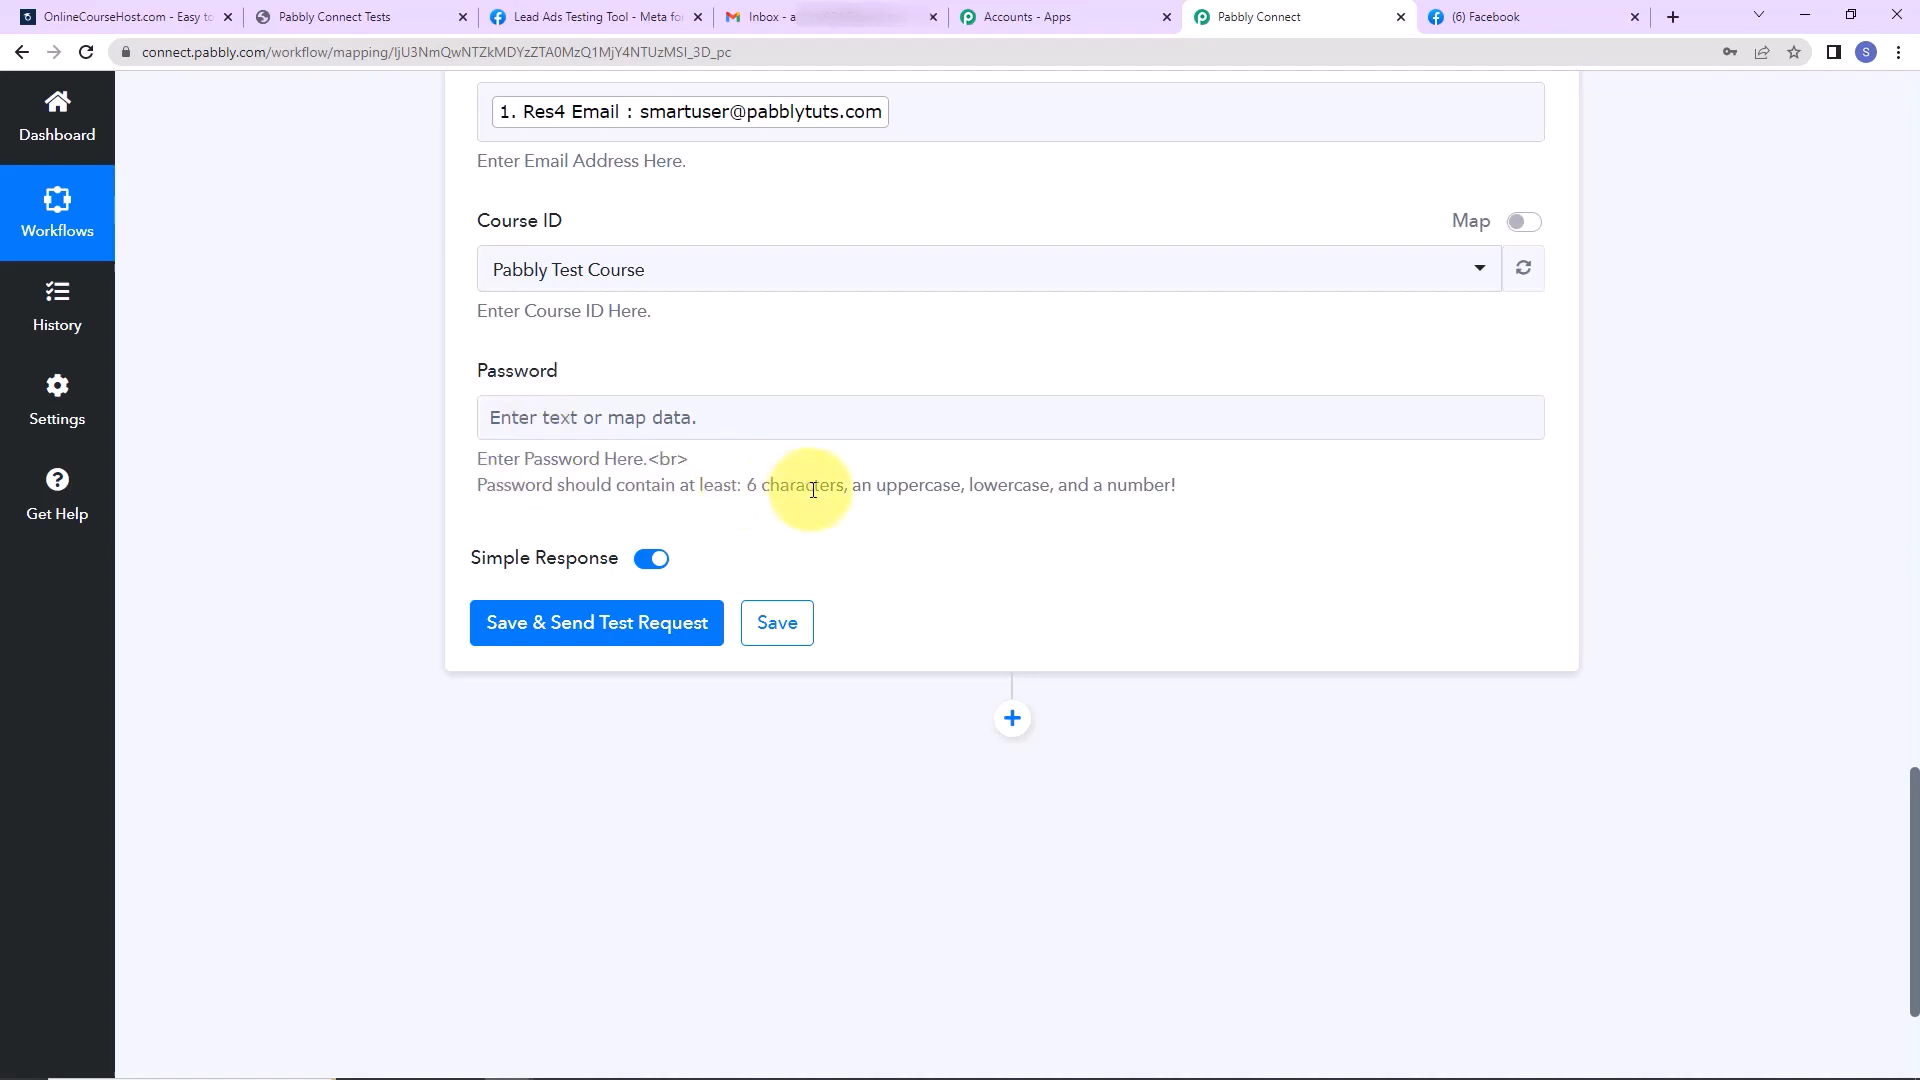 OnlineCourseHost.com - Easy to
Pabbly Connect Tests
Lead Ads Testing Tool - Meta fo
Inbox - a
Accounts - Apps
Pabbly Connect
(6) Facebook
connect.pabbly.com/workflow/mapping/IjU3NmQwNTZkMDYzZTA0MzQ1MjY4NTUzMSI_3D_pc
S
Dashboard
Workflows
History
Settings
Get Help
1. Res4 Email : smartuser@pabblytuts.com
Enter Email Address Here.
Course ID
Map
Pabbly Test Course
Enter Course ID Here.
Password
Enter text or map data.
Enter Password Here.<br>
Password should contain at least: 6 characters, an uppercase, lowercase, and a number!
Simple Response
Save & Send Test Request
Save